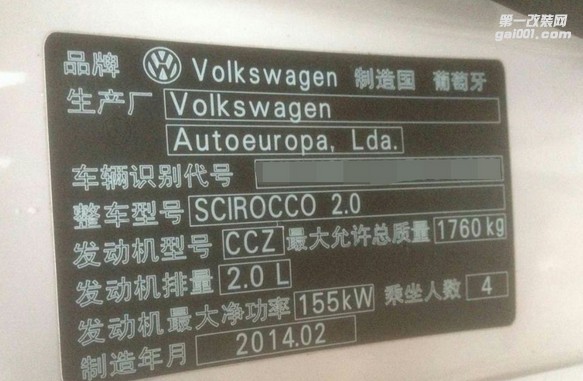 第一改装网
gai001.com
品牌 Volkswagen 制造国 葡萄牙
生产厂 Volkswagen
Autoeuropa, Lda.
车辆识别代号
整车型号 SCIROCCO 2.0
发动机型号 CCZ 最大允许总质量 1760 kg
发动机排量 2.0 L
发动机最大净功率 155kW 乘坐人数 4
制造年月 2014.02